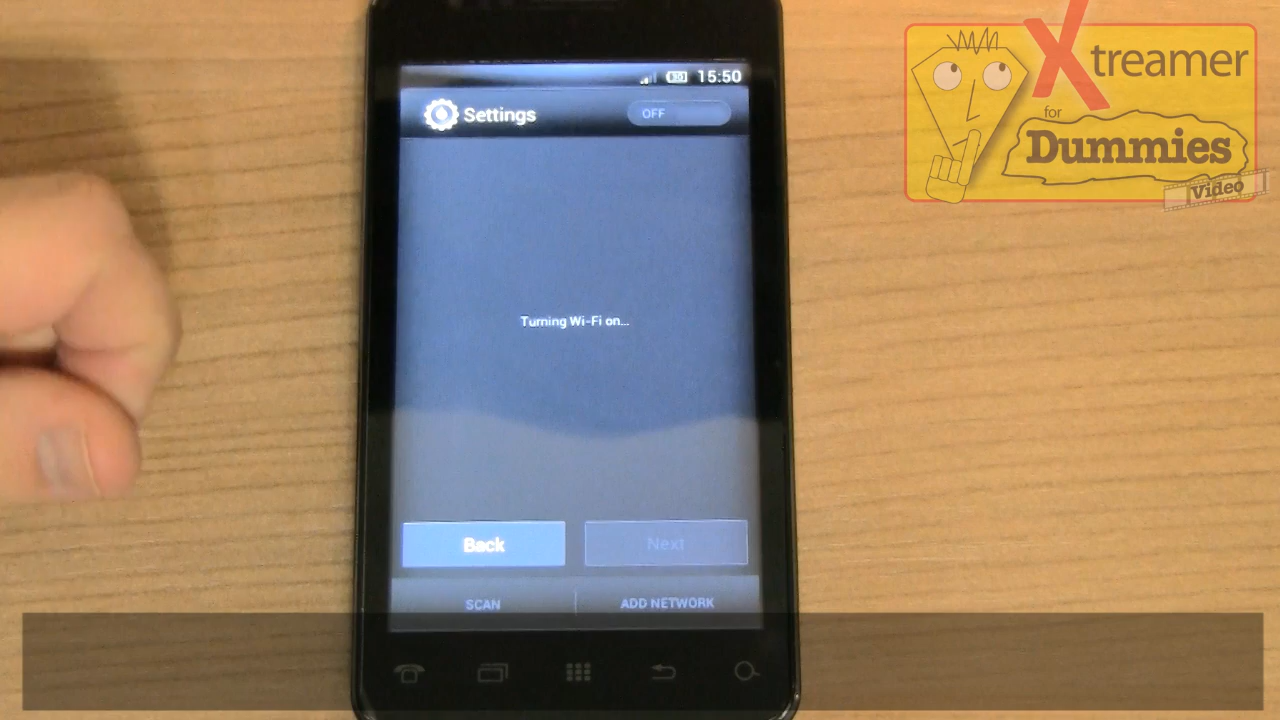 15:50
Settings
OFF
Turning Wi-Fi on...
Back
Next
SCAN
ADD NETWORK
Xtreamer
for
Dummies
Video